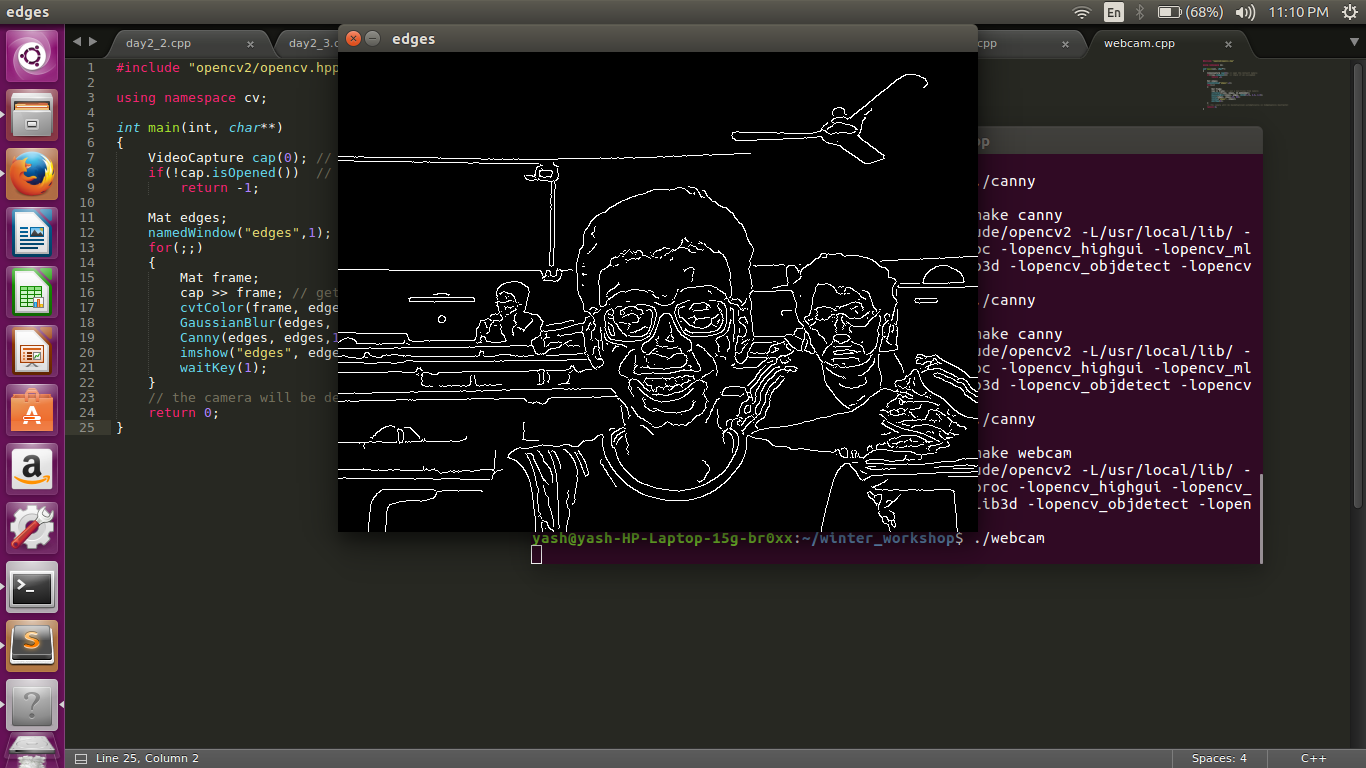 edges
En
(68%)
11:10 PM
day2_2.cpp
day2_3.c
cpp
webcam.cpp
edges
1 #include "opencv2/opencv.hpp
2
3 using namespace cv;
4
5 int main(int, char**)
6 {
7 VideoCapture cap(0); //
8 if(!cap.isOpened()) //
9 return -1;
10
11 Mat edges;
12 namedWindow("edges",1);
13 for(;;)
14 {
15 Mat frame;
16 cap >> frame; // get
17 cvtColor(frame, edge
18 GaussianBlur(edges,
19 Canny(edges, edges,1
20 imshow("edges", edge
21 waitKey(1);
22 }
23 // the camera will be de
24 return 0;
25 }
pp
./canny
make canny
ude/opencv2 -L/usr/local/lib/ -
oc -lopencv_highgui -lopencv_ml
b3d -lopencv_objdetect -lopencv
./canny
make canny
ude/opencv2 -L/usr/local/lib/ -
oc -lopencv_highgui -lopencv_ml
b3d -lopencv_objdetect -lopencv
./canny
make webcam
ude/opencv2 -L/usr/local/lib/ -
proc -lopencv_highgui -lopencv_
lib3d -lopencv_objdetect -lopen
yash@yash-HP-Laptop-15g-br0xx:~/winter_workshop$ ./webcam
Line 25, Column 2
Spaces: 4
C++